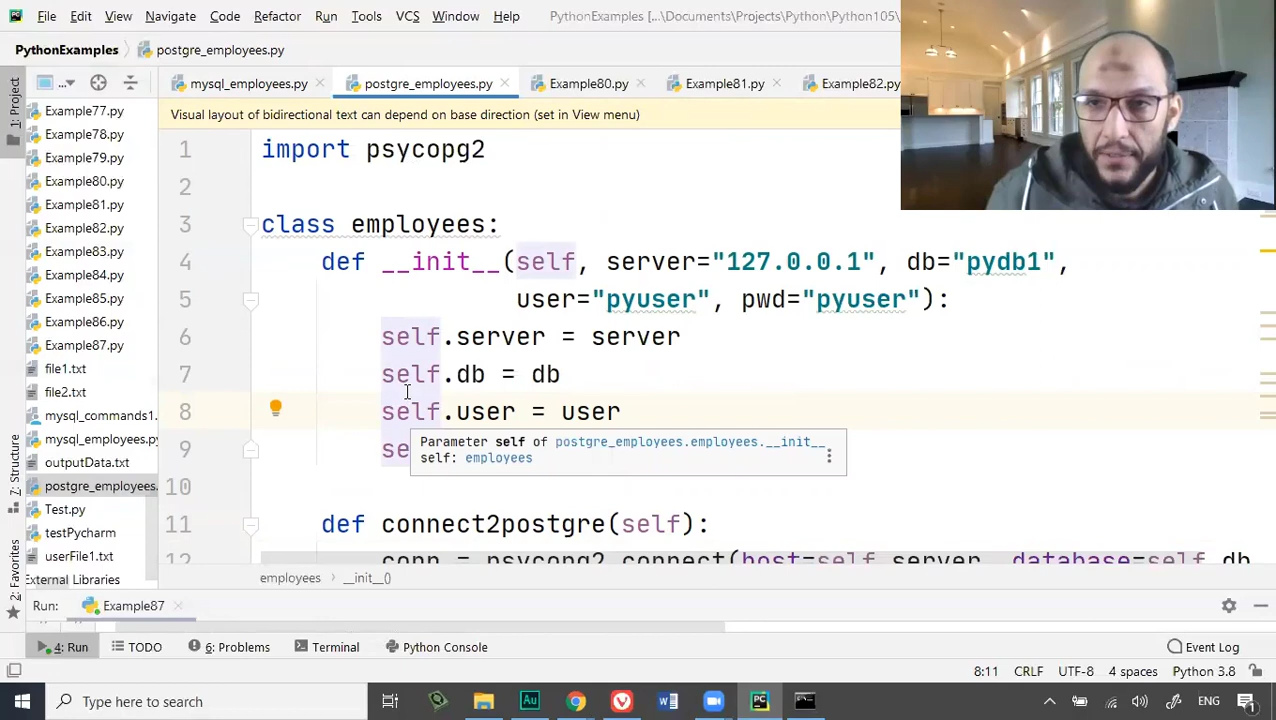 File Edit View Navigate Code Refactor Run Tools VCS Window Help PythonExamples [...\Documents\Projects\Python\Python105\
PythonExamples postgre_employees.py
mysql_employees.py postgre_employees.py Example80.py Example81.py Example82.py
Visual layout of bidirectional text can depend on base direction (set in View menu)
1: Project
Z: Structure
2: Favorites
Example77.py
Example78.py
Example79.py
Example80.py
Example81.py
Example82.py
Example83.py
Example84.py
Example85.py
Example86.py
Example87.py
file1.txt
file2.txt
mysql_commands1.
mysql_employees.py
outputData.txt
postgre_employees.
Test.py
testPycharm
userFile1.txt
External Libraries
1 import psycopg2
2
3 class employees:
4 def __init__(self, server="127.0.0.1", db="pydb1",
5 user="pyuser", pwd="pyuser"):
6 self.server = server
7 self.db = db
8 self.user = user
9 se
Parameter self of postgre_employees.employees.__init__
self: employees
10
11 def connect2postgre(self):
12 conn = psycopg2.connect(host=self.server, database=self.db
employees __init__()
Run: Example87
4: Run TODO 6: Problems Terminal Python Console Event Log
8:11 CRLF UTF-8 4 spaces Python 3.8
Type here to search ENG